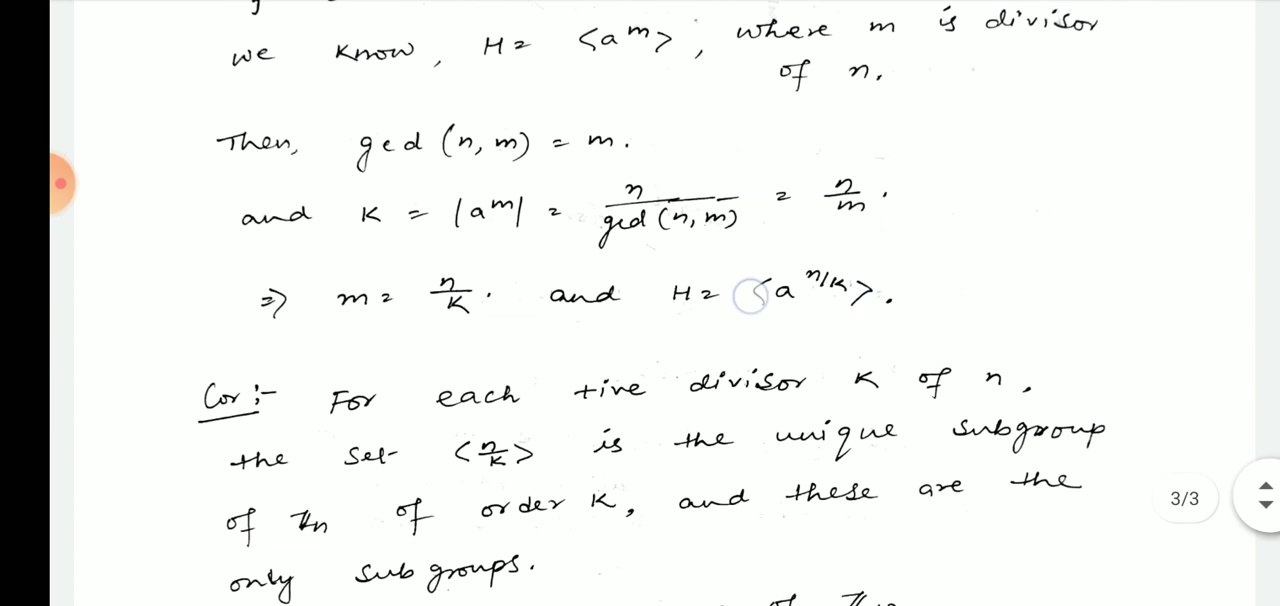 we know, H = <a^m>, where m is divisor
of n.
Then, gcd (n, m) = m.
and K = |a^m| = n / gcd (n, m) = n/m.
=> m = n/K. and H = <a^{n/K}>.
Cor :- For each +ive divisor K of n,
the set <n/K> is the unique subgroup
of Zn of order K, and these are the
only subgroups.
3/3